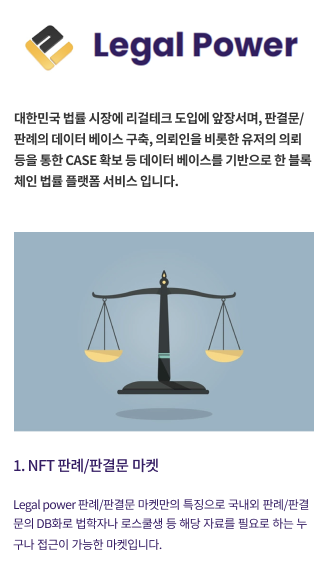 Legal Power
대한민국 법률 시장에 리걸테크 도입에 앞장서며, 판결문/
판례의 데이터 베이스 구축, 의뢰인을 비롯한 유저의 의뢰
등을 통한 CASE 확보 등 데이터 베이스를 기반으로 한 블록
체인 법률 플랫폼 서비스 입니다.
1. NFT 판례/판결문 마켓
Legal power 판례/판결문 마켓만의 특징으로 국내외 판례/판결
문의 DB화로 법학자나 로스쿨생 등 해당 자료를 필요로 하는 누
구나 접근이 가능한 마켓입니다.